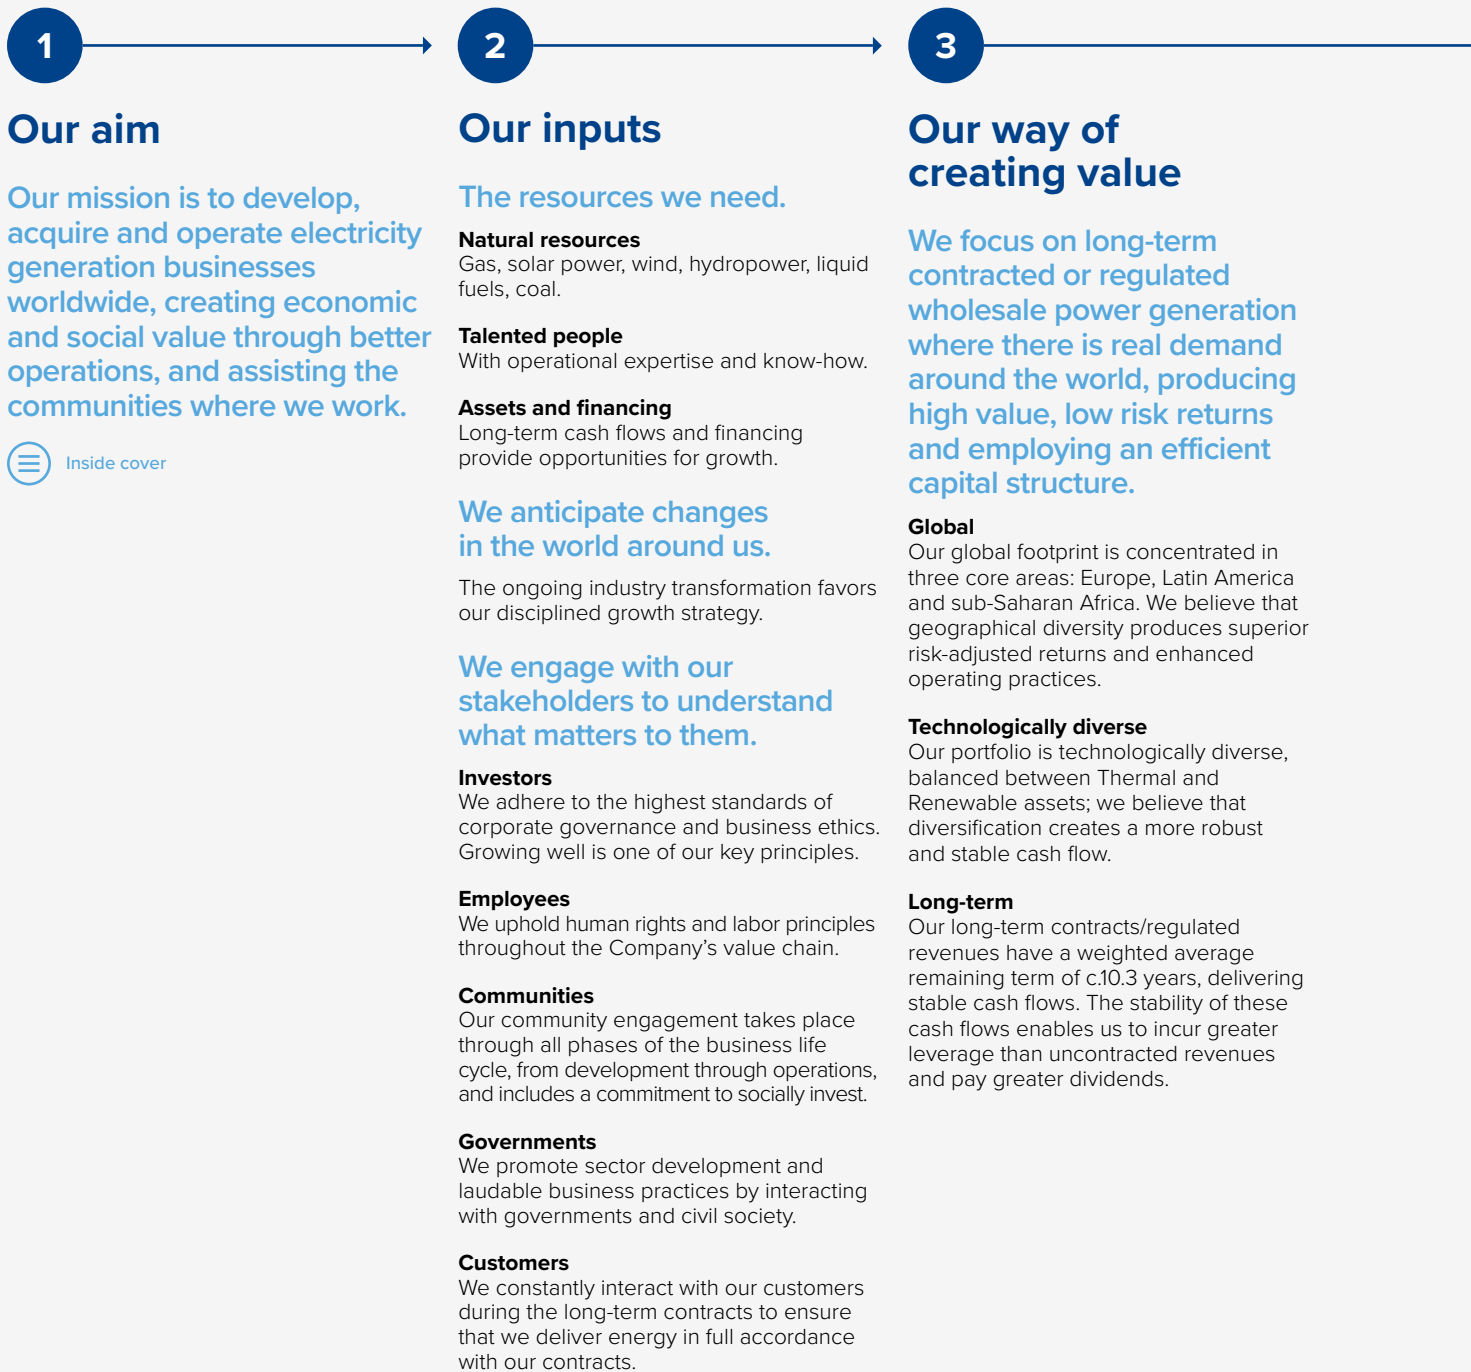 1
Our aim
Our mission is to develop,
acquire and operate electricity
generation businesses
worldwide, creating economic
and social value through better
operations, and assisting the
communities where we work.
Inside cover
2
Our inputs
The resources we need.
Natural resources
Gas, solar power, wind, hydropower, liquid
fuels, coal.
Talented people
With operational expertise and know-how.
Assets and financing
Long-term cash flows and financing
provide opportunities for growth.
We anticipate changes
in the world around us.
The ongoing industry transformation favors
our disciplined growth strategy.
We engage with our
stakeholders to understand
what matters to them.
Investors
We adhere to the highest standards of
corporate governance and business ethics.
Growing well is one of our key principles.
Employees
We uphold human rights and labor principles
throughout the Company’s value chain.
Communities
Our community engagement takes place
through all phases of the business life
cycle, from development through operations,
and includes a commitment to socially invest.
Governments
We promote sector development and
laudable business practices by interacting
with governments and civil society.
Customers
We constantly interact with our customers
during the long-term contracts to ensure
that we deliver energy in full accordance
with our contracts.
3
Our way of
creating value
We focus on long-term
contracted or regulated
wholesale power generation
where there is real demand
around the world, producing
high value, low risk returns
and employing an efficient
capital structure.
Global
Our global footprint is concentrated in
three core areas: Europe, Latin America
and sub-Saharan Africa. We believe that
geographical diversity produces superior
risk-adjusted returns and enhanced
operating practices.
Technologically diverse
Our portfolio is technologically diverse,
balanced between Thermal and
Renewable assets; we believe that
diversification creates a more robust
and stable cash flow.
Long-term
Our long-term contracts/regulated
revenues have a weighted average
remaining term of c.10.3 years, delivering
stable cash flows. The stability of these
cash flows enables us to incur greater
leverage than uncontracted revenues
and pay greater dividends.